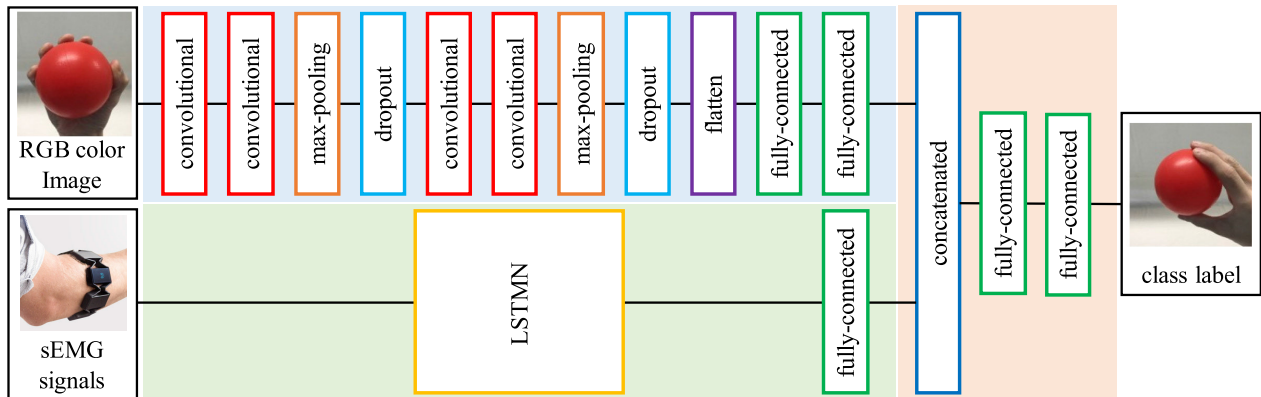 RGB color
Image
convolutional
convolutional
max-pooling
dropout
convolutional
convolutional
max-pooling
dropout
flatten
fully-connected
fully-connected
sEMG
signals
LSTMN
fully-connected
concatenated
fully-connected
fully-connected
class label